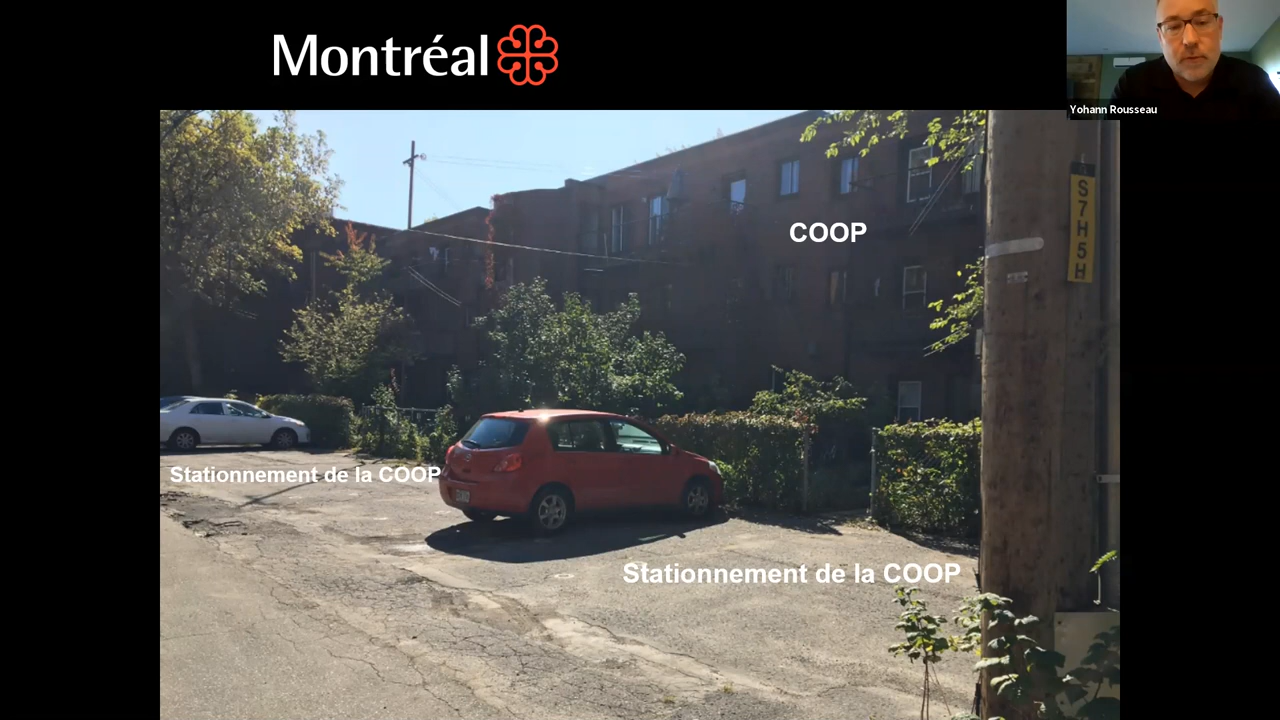 Montréal
Yohann Rousseau
S7H5H
COOP
Stationnement de la COOP
Stationnement de la COOP